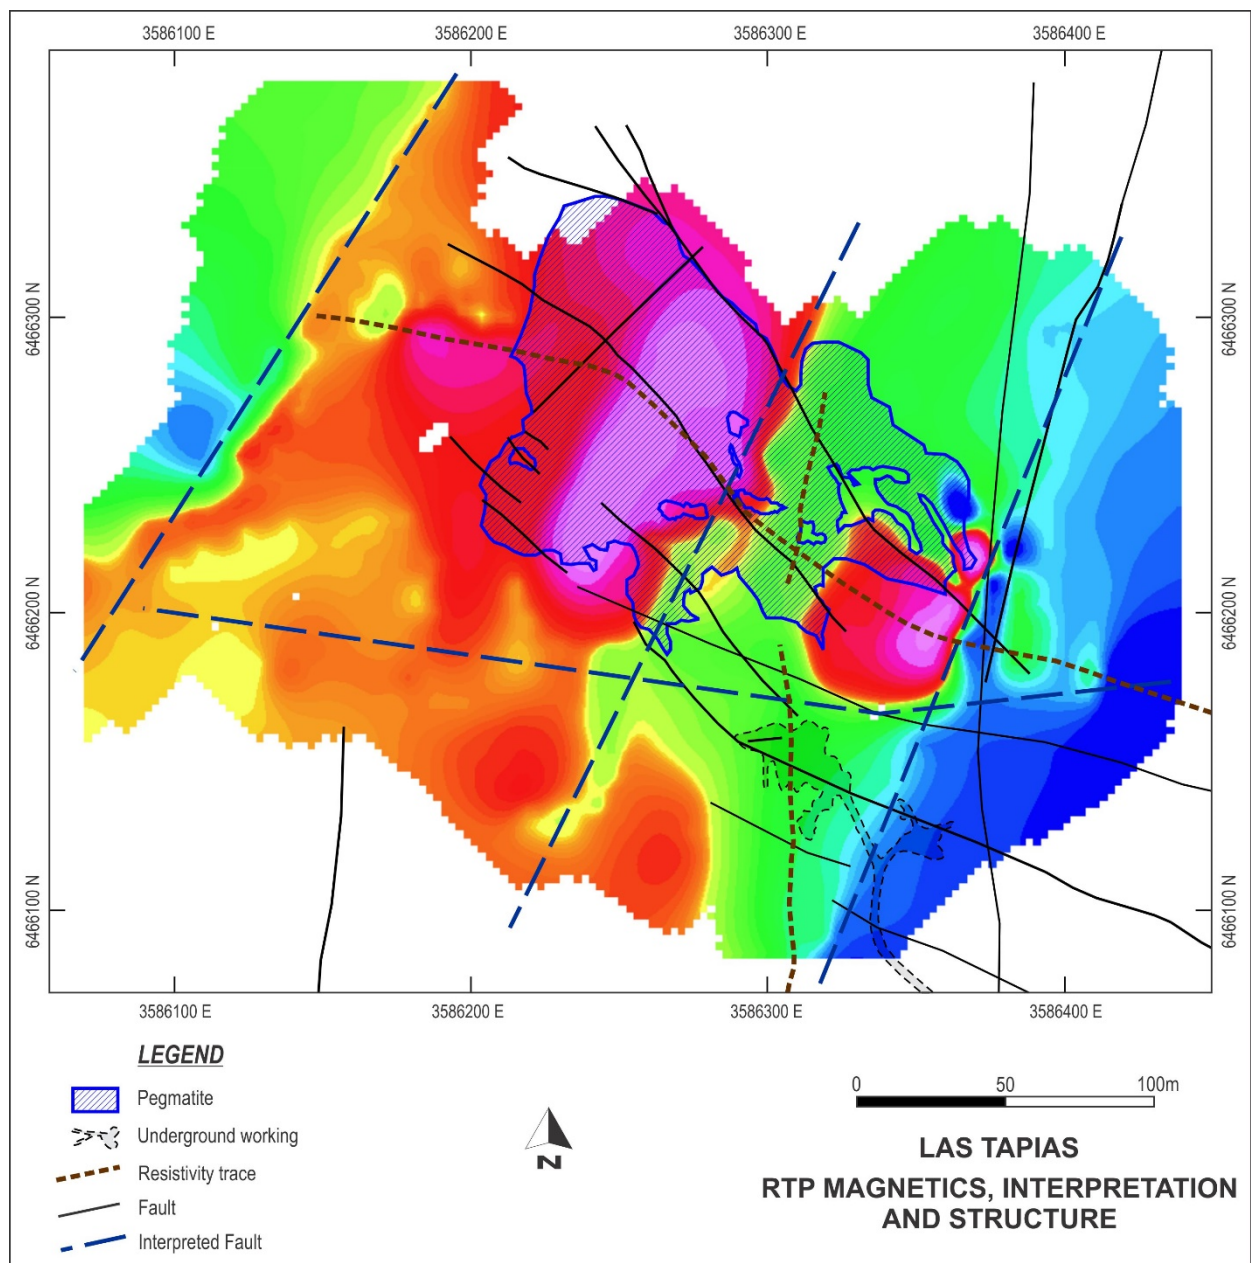 3586100 E
3586200 E
3586300 E
3586400 E
6466300 N
6466300 N
6466200 N
6466200 N
6466100 N
6466100 N
3586100 E
3586200 E
3586300 E
3586400 E
LEGEND
Pegmatite
Underground working
Resistivity trace
Fault
Interpreted Fault
N
0 50 100m
LAS TAPIAS
RTP MAGNETICS, INTERPRETATION
AND STRUCTURE